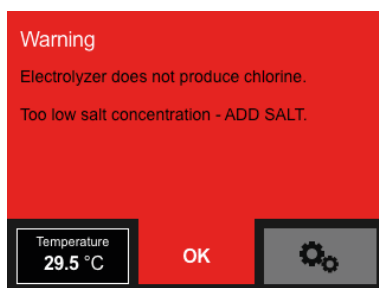 Warning
Electrolyzer does not produce chlorine.
Too low salt concentration - ADD SALT.
Temperature
29.5 °C
OK